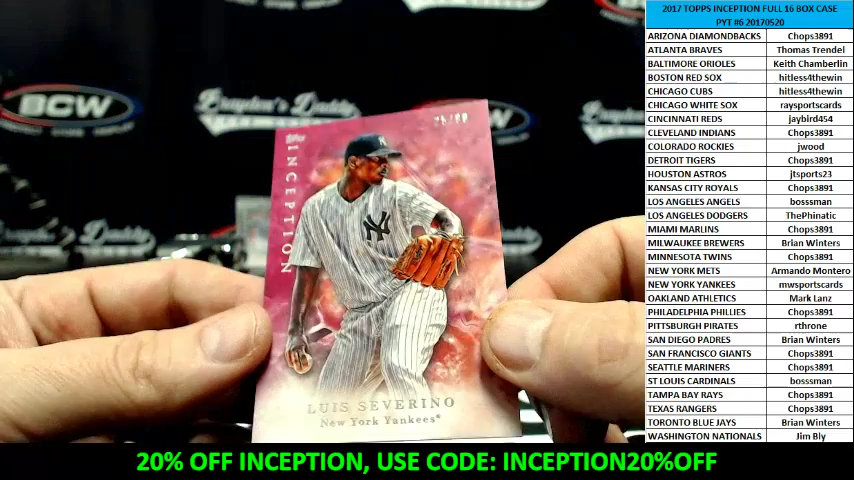 2017 TOPPS INCEPTION FULL 16 BOX CASE
PYT #6 20170520
ARIZONA DIAMONDBACKS Chops3891
ATLANTA BRAVES Thomas Trendel
BALTIMORE ORIOLES Keith Chamberlin
BOSTON RED SOX hitless4thewin
CHICAGO CUBS hitless4thewin
CHICAGO WHITE SOX raysportscards
CINCINNATI REDS jaybird454
CLEVELAND INDIANS Chops3891
COLORADO ROCKIES jwood
DETROIT TIGERS Chops3891
HOUSTON ASTROS jtsports23
KANSAS CITY ROYALS Chops3891
LOS ANGELES ANGELS bosssman
LOS ANGELES DODGERS ThePhinatic
MIAMI MARLINS Chops3891
MILWAUKEE BREWERS Brian Winters
MINNESOTA TWINS Chops3891
NEW YORK METS Armando Montero
NEW YORK YANKEES mwsportscards
OAKLAND ATHLETICS Mark Lanz
PHILADELPHIA PHILLIES Chops3891
PITTSBURGH PIRATES rthrone
SAN DIEGO PADRES Brian Winters
SAN FRANCISCO GIANTS Chops3891
SEATTLE MARINERS Chops3891
ST LOUIS CARDINALS bosssman
TAMPA BAY RAYS Chops3891
TEXAS RANGERS Chops3891
TORONTO BLUE JAYS Brian Winters
WASHINGTON NATIONALS Jim Bly
BCW
Brayden's Daddy
Topps
INCEPTION
NY
LUIS SEVERINO
New York Yankees
20% OFF INCEPTION, USE CODE: INCEPTION20%OFF